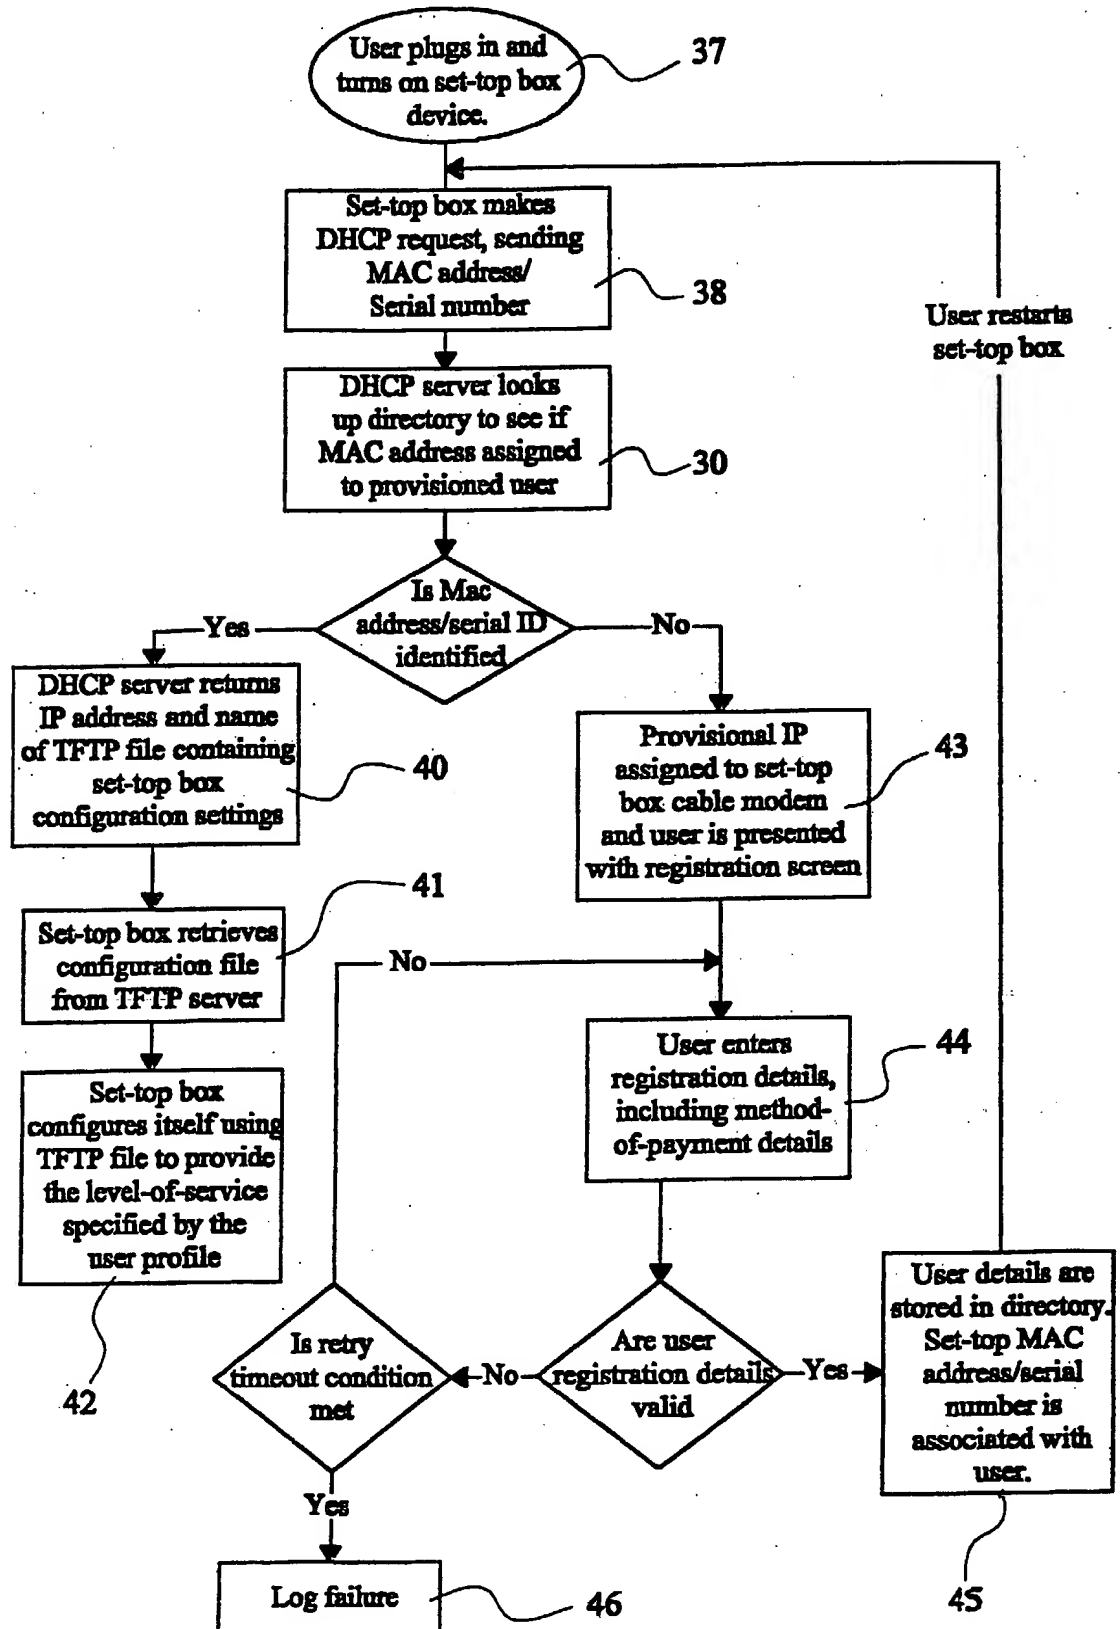 User plugs in and
turns on set-top box
device.
37
Set-top box makes
DHCP request, sending
MAC address/
Serial number
38
User restarts
set-top box
DHCP server looks
up directory to see if
MAC address assigned
to provisioned user
30
Is Mac
address/serial ID
identified
Yes
No
DHCP server returns
IP address and name
of TFTP file containing
set-top box
configuration settings
40
Provisional IP
assigned to set-top
box cable modem
and user is presented
with registration screen
43
41
Set-top box retrieves
configuration file
from TFTP server
No
User enters
registration details,
including method-
of-payment details
44
Set-top box
configures itself using
TFTP file to provide
the level-of-service
specified by the
user profile
42
Is retry
timeout condition
met
No
Are user
registration details
valid
Yes
User details are
stored in directory.
Set-top MAC
address/serial
number is
associated with
user.
45
Yes
Log failure
46